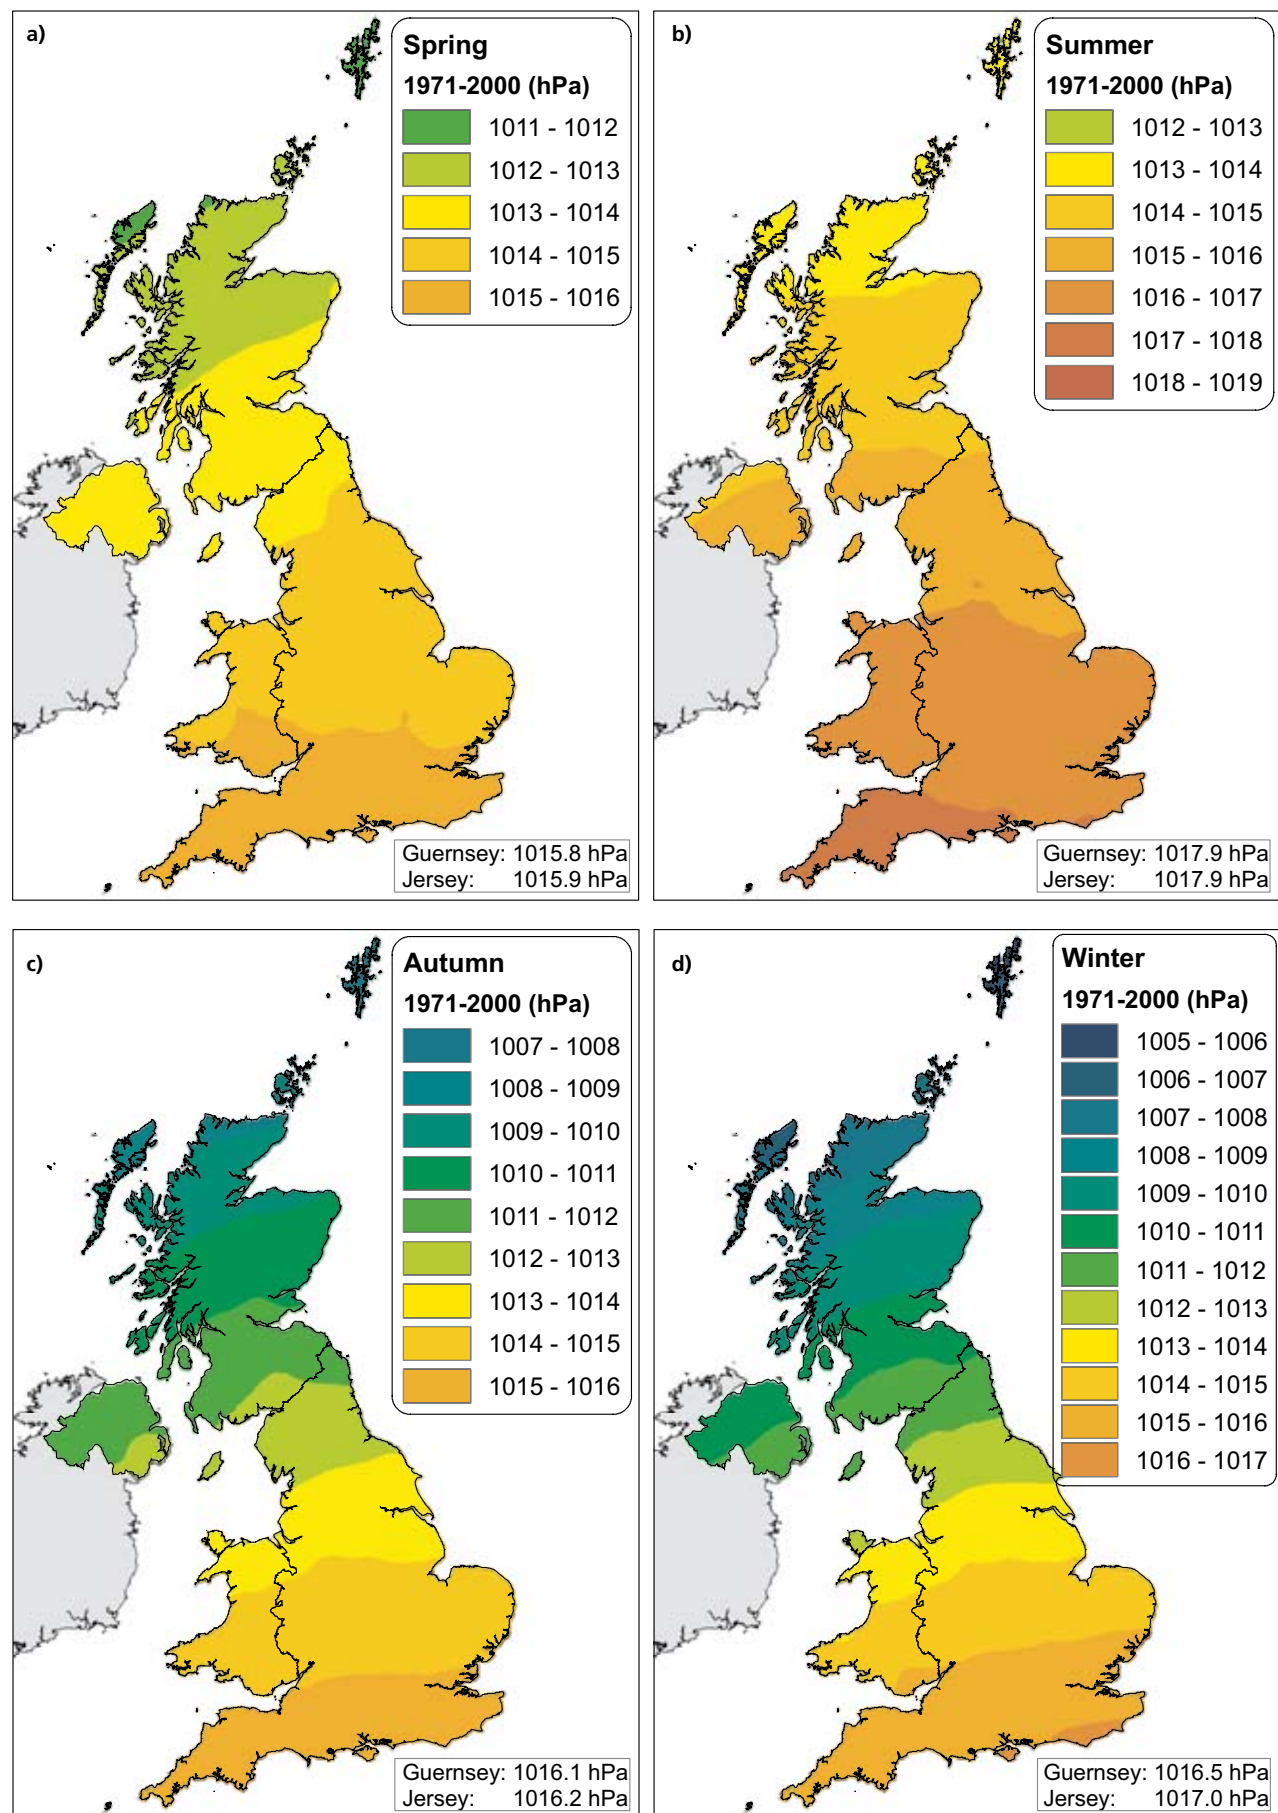 a)
Spring
1971-2000 (hPa)
1011 - 1012
1012 - 1013
1013 - 1014
1014 - 1015
1015 - 1016
Guernsey: 1015.8 hPa
Jersey: 1015.9 hPa
b)
Summer
1971-2000 (hPa)
1012 - 1013
1013 - 1014
1014 - 1015
1015 - 1016
1016 - 1017
1017 - 1018
1018 - 1019
Guernsey: 1017.9 hPa
Jersey: 1017.9 hPa
c)
Autumn
1971-2000 (hPa)
1007 - 1008
1008 - 1009
1009 - 1010
1010 - 1011
1011 - 1012
1012 - 1013
1013 - 1014
1014 - 1015
1015 - 1016
Guernsey: 1016.1 hPa
Jersey: 1016.2 hPa
d)
Winter
1971-2000 (hPa)
1005 - 1006
1006 - 1007
1007 - 1008
1008 - 1009
1009 - 1010
1010 - 1011
1011 - 1012
1012 - 1013
1013 - 1014
1014 - 1015
1015 - 1016
1016 - 1017
Guernsey: 1016.5 hPa
Jersey: 1017.0 hPa